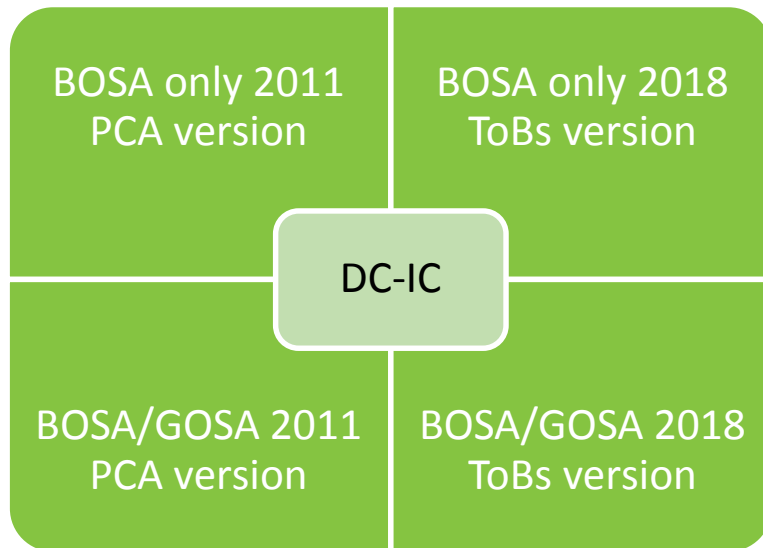 BOSA only 2011
PCA version
BOSA only 2018
ToBs version
DC-IC
BOSA/GOSA 2011
PCA version
BOSA/GOSA 2018
ToBs version